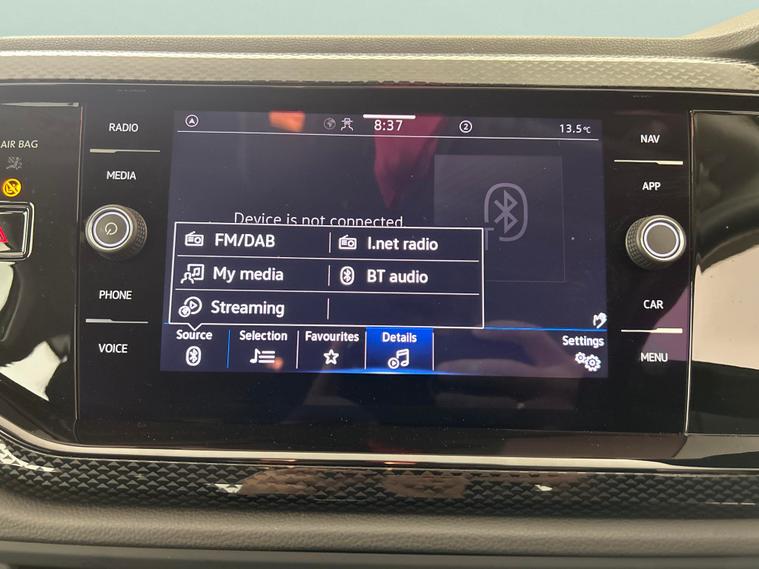 AIR BAG
RADIO
MEDIA
PHONE
VOICE
8:37
2
13.5°C
Device is not connected
FM/DAB
I.net radio
My media
BT audio
Streaming
Source
Selection
Favourites
Details
Settings
NAV
APP
CAR
MENU